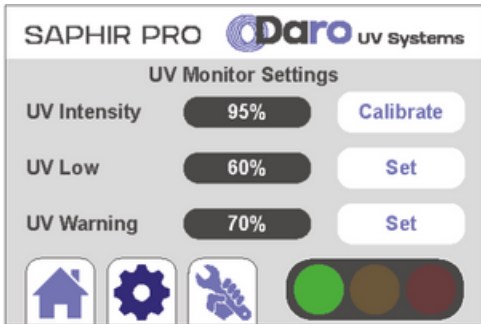 SAPHIR PRO Daro UV Systems
UV Monitor Settings
UV Intensity 95% Calibrate
UV Low 60% Set
UV Warning 70% Set